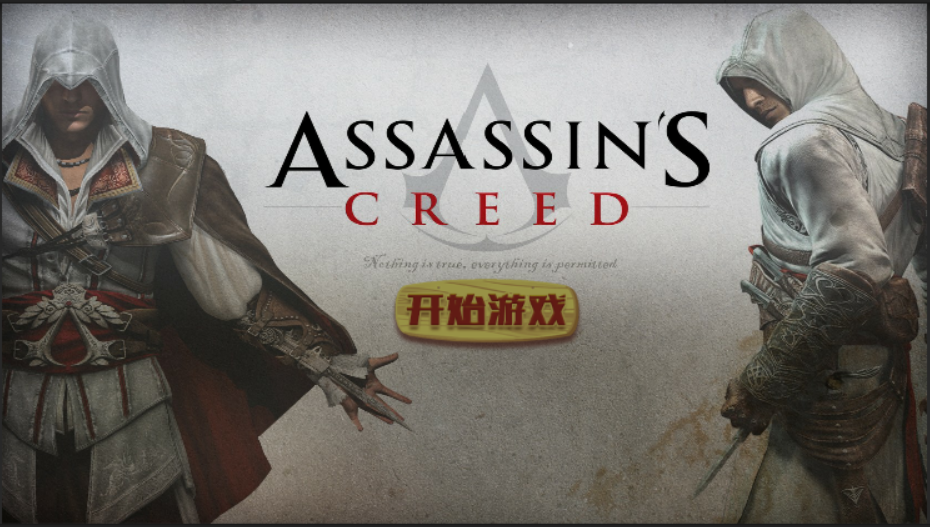 ASSASSIN'S
CREED
Nothing is true, everything is permitted
开始游戏